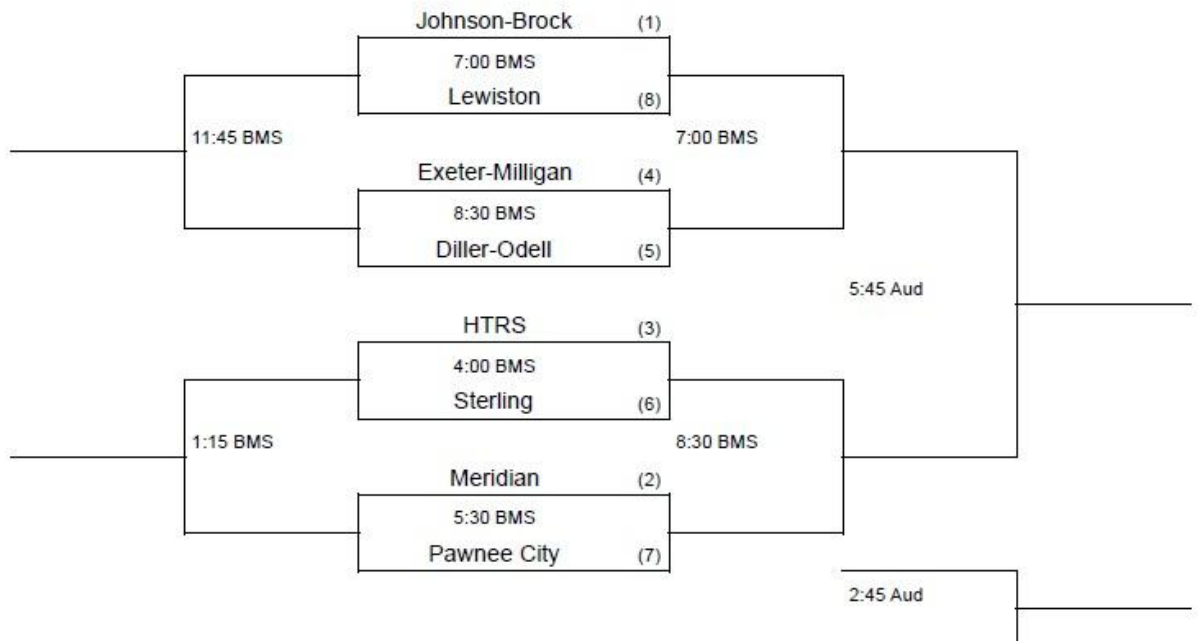 Johnson-Brock (1)
7:00 BMS
Lewiston (8)
11:45 BMS
7:00 BMS
Exeter-Milligan (4)
8:30 BMS
Diller-Odell (5)
5:45 Aud
HTRS (3)
4:00 BMS
Sterling (6)
1:15 BMS
8:30 BMS
Meridian (2)
5:30 BMS
Pawnee City (7)
2:45 Aud